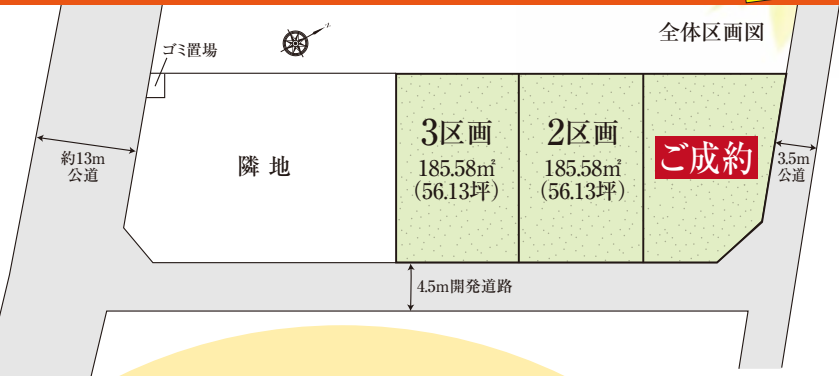 全体区画図
ゴミ置場
N
約13m
公道
隣地
3区画
185.58㎡
(56.13坪)
2区画
185.58㎡
(56.13坪)
ご成約
3.5m
公道
4.5m開発道路